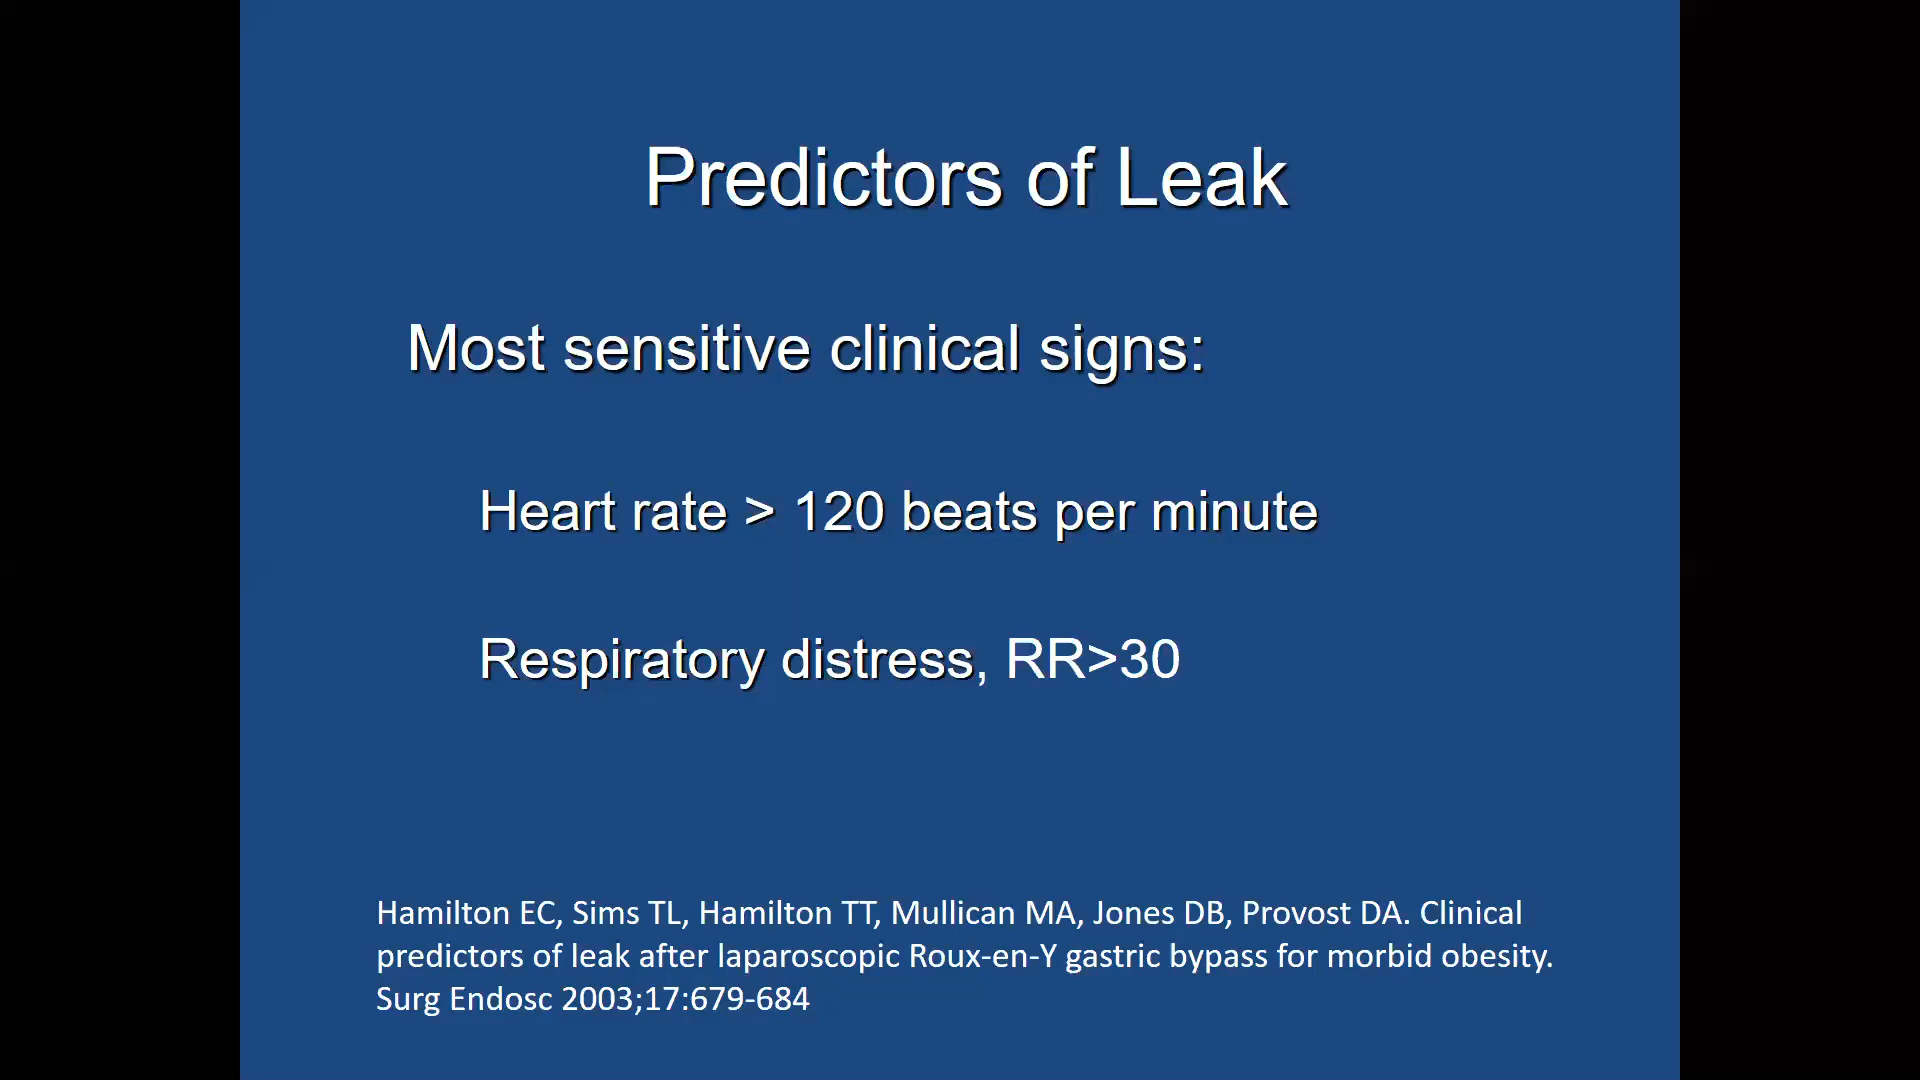 Predictors of Leak
Most sensitive clinical signs:
Heart rate > 120 beats per minute
Respiratory distress, RR>30
Hamilton EC, Sims TL, Hamilton TT, Mullican MA, Jones DB, Provost DA. Clinical
predictors of leak after laparoscopic Roux-en-Y gastric bypass for morbid obesity.
Surg Endosc 2003;17:679-684